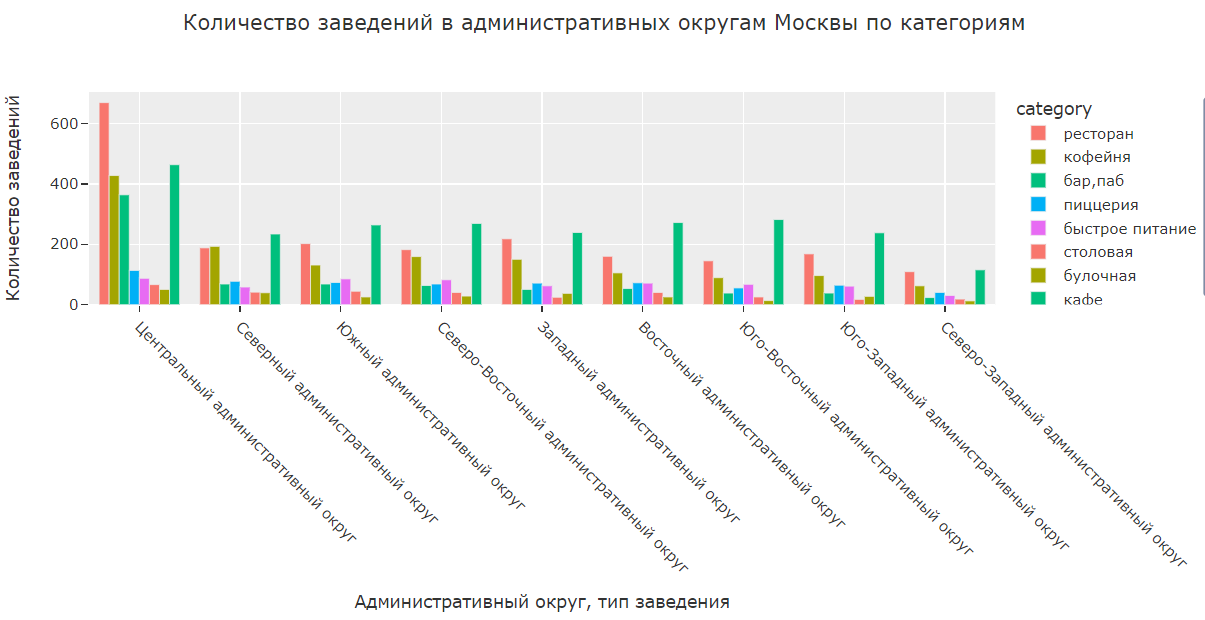 Количество заведений в административных округам Москвы по категориям
Количество заведений
600
400
200
0
category
ресторан
кофейня
бар,паб
пиццерия
быстрое питание
столовая
булочная
кафе
Центральный административный округ
Северный административный округ
Южный административный округ
Северо-Восточный административный округ
Западный административный округ
Восточный административный округ
Юго-Восточный административный округ
Юго-Западный административный округ
Северо-Западный административный округ
Административный округ, тип заведения